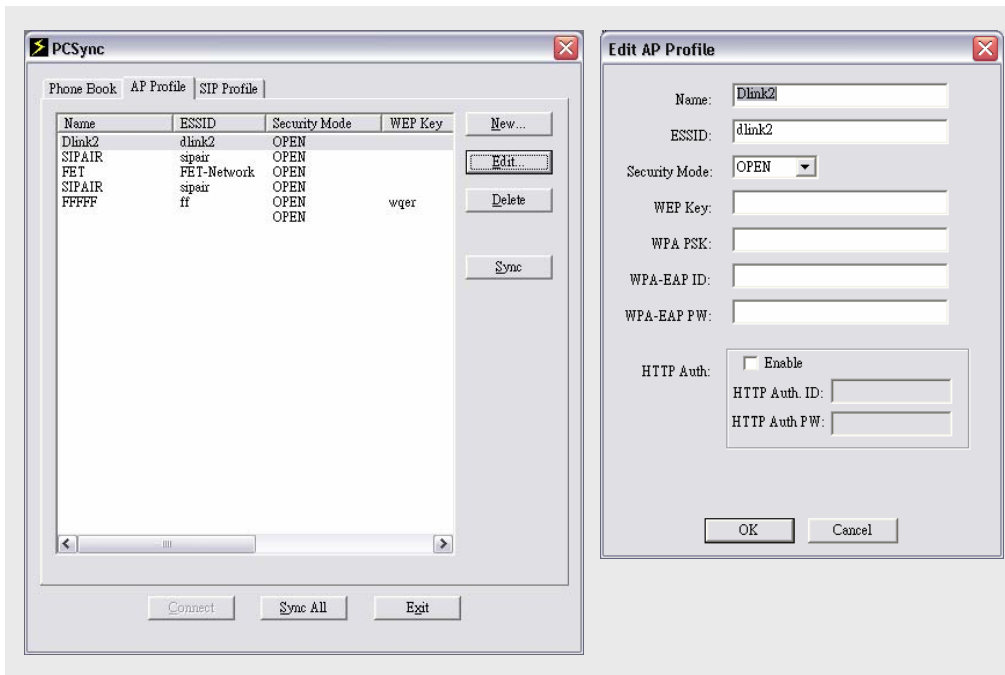 PCSync
Phone Book AP Profile SIP Profile
Name ESSID Security Mode WEP Key
Dlink2 dlink2 OPEN
SIPAIR sipair OPEN
FET FET-Network OPEN
SIPAIR sipair OPEN
FFFFF ff OPEN wqer
OPEN
New...
Edit...
Delete
Sync
Connect Sync All Exit
Edit AP Profile
Name: Dlink2
ESSID: dlink2
Security Mode: OPEN
WEP Key:
WPA PSK:
WPA-EAP ID:
WPA-EAP PW:
HTTP Auth: Enable
HTTP Auth. ID:
HTTP Auth PW:
OK Cancel